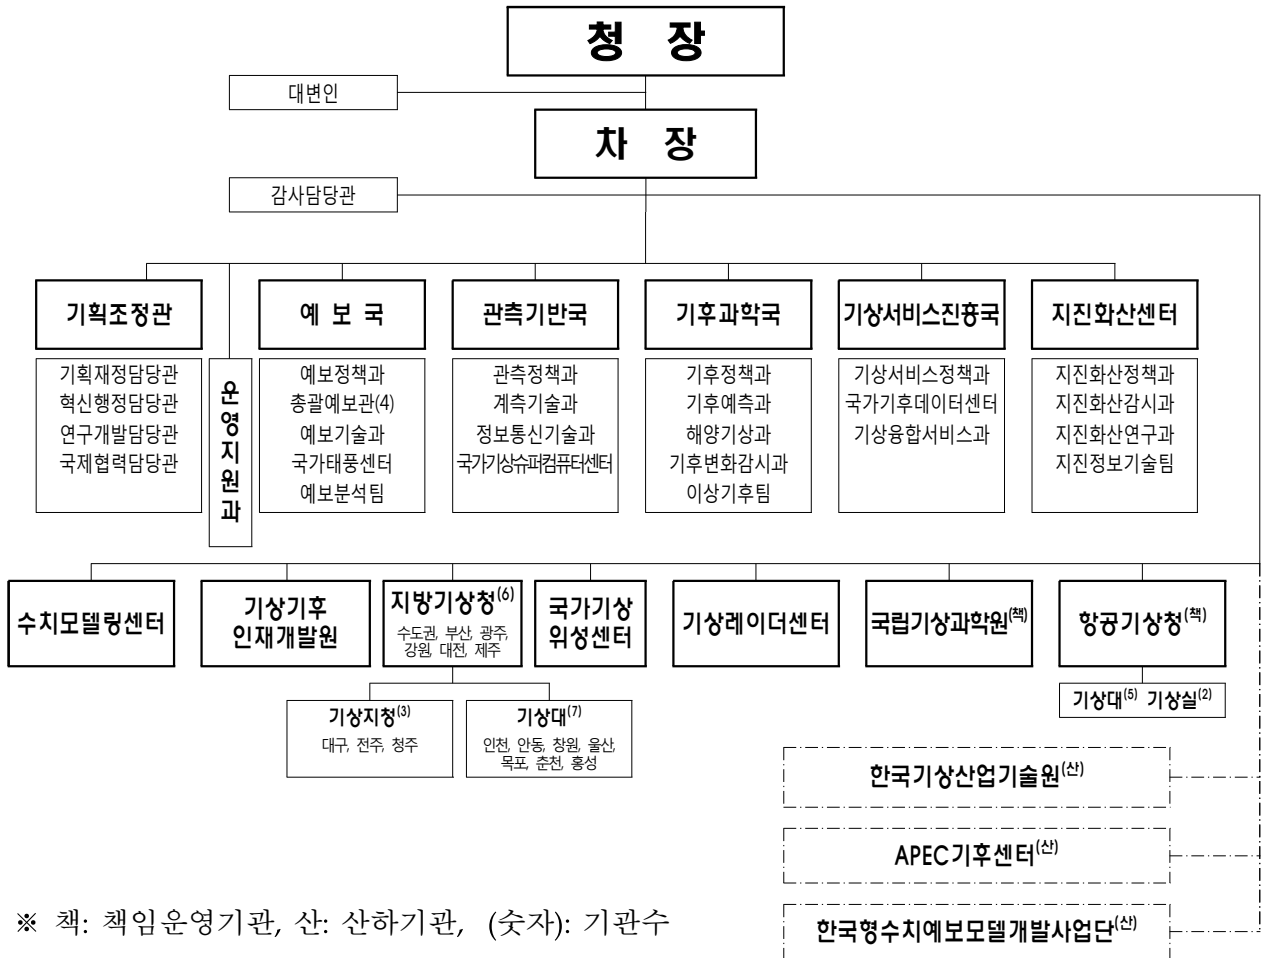 청 장
대변인
차 장
감사담당관
기획조정관
예 보 국
관측기반국
기후과학국
기상서비스진흥국
지진화산센터
기획재정담당관
혁신행정담당관
연구개발담당관
국제협력담당관
운영지원과
예보정책과
총괄예보관(4)
예보기술과
국가태풍센터
예보분석팀
관측정책과
계측기술과
정보통신기술과
국가기상슈퍼컴퓨터센터
기후정책과
기후예측과
해양기상과
기후변화감시과
이상기후팀
기상서비스정책과
국가기후데이터센터
기상융합서비스과
지진화산정책과
지진화산감시과
지진화산연구과
지진정보기술팀
수치모델링센터
기상기후
인재개발원
지방기상청(6)
수도권, 부산, 광주,
강원, 대전, 제주
국가기상
위성센터
기상레이더센터
국립기상과학원(책)
항공기상청(책)
기상지청(3)
대구, 전주, 청주
기상대(7)
인천, 안동, 창원, 울산,
목포, 춘천, 홍성
기상대(5) 기상실(2)
한국기상산업기술원(산)
APEC기후센터(산)
한국형수치예보모델개발사업단(산)
※ 책: 책임운영기관, 산: 산하기관, (숫자): 기관수